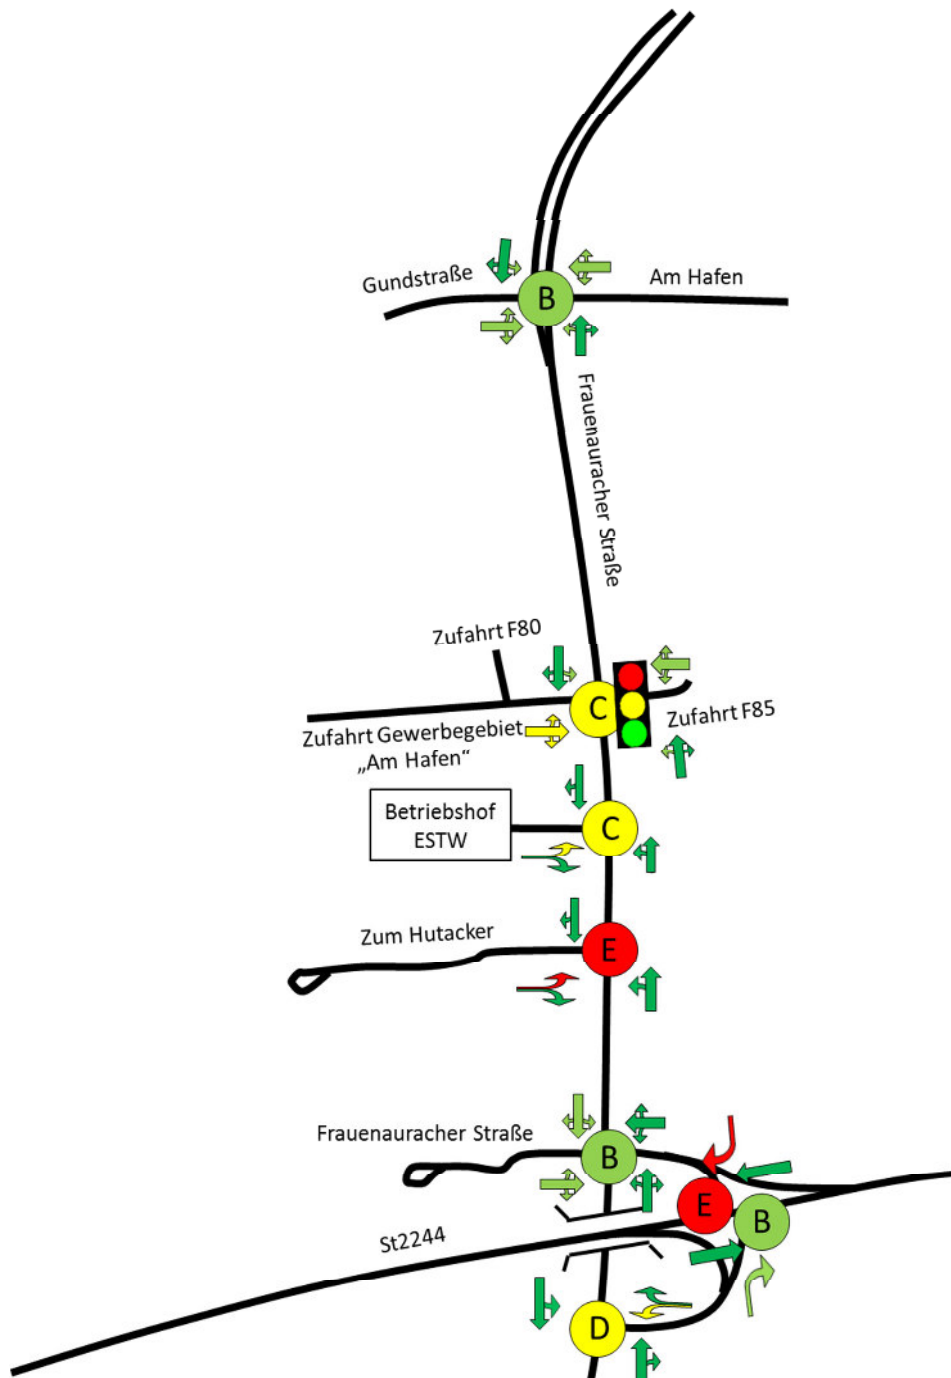 Gundstraße
B
Am Hafen
Frauenauracher Straße
Zufahrt F80
C
Zufahrt F85
Zufahrt Gewerbegebiet
„Am Hafen“
Betriebshof
ESTW
C
Zum Hutacker
E
Frauenauracher Straße
B
E
B
St2244
D